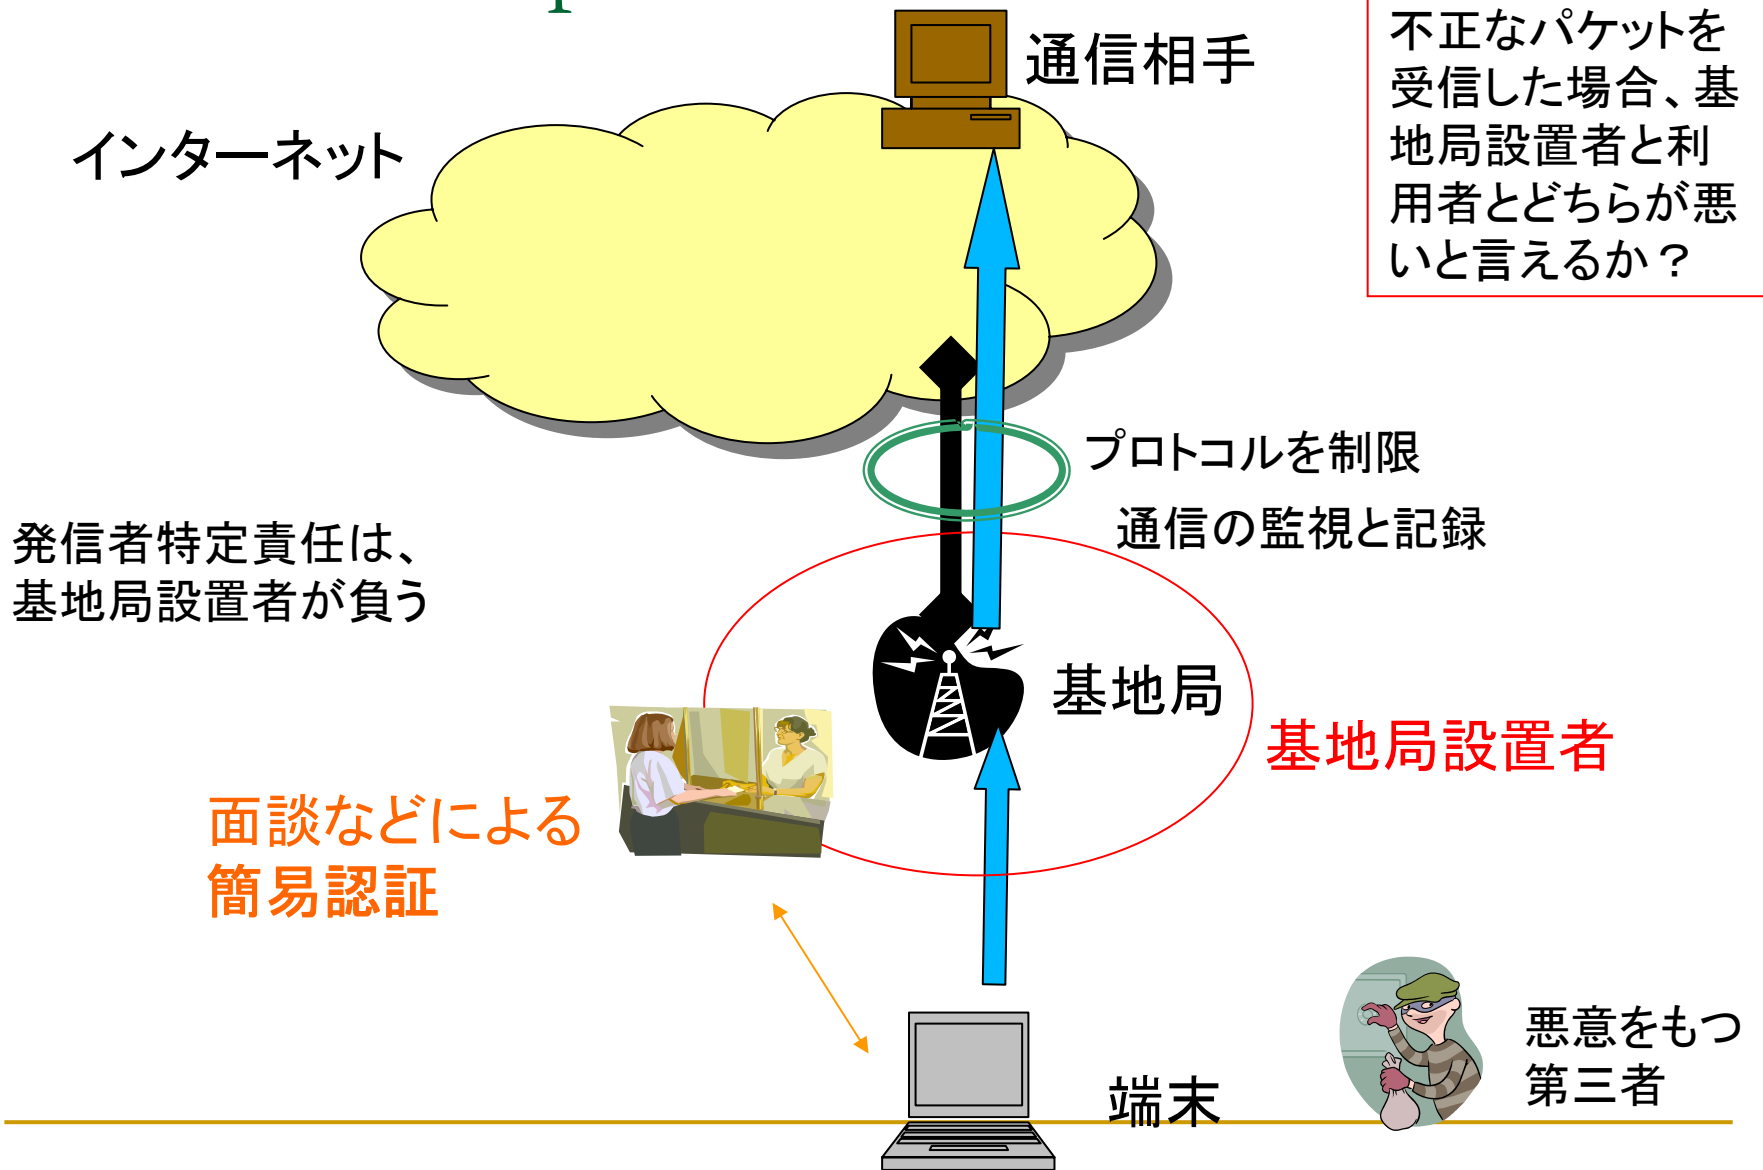 通信相手
不正なパケットを
受信した場合、基
地局設置者と利
用者とどちらが悪
いと言えるか？
インターネット
プロトコルを制限
通信の監視と記録
発信者特定責任は、
基地局設置者が負う
基地局
基地局設置者
面談などによる
簡易認証
端末
悪意をもつ
第三者